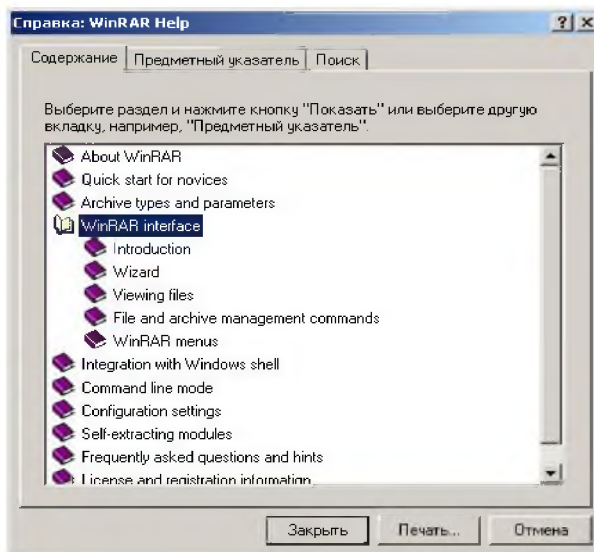 Справка: WinRAR Help
Содержание Предметный указатель Поиск
Выберите раздел и нажмите кнопку "Показать" или выберите другую
вкладку, например, "Предметный указатель".
About WinRAR
Quick start for novices
Archive types and parameters
WinRAR interface
Introduction
Wizard
Viewing files
File and archive management commands
WinRAR menus
Integration with Windows shell
Command line mode
Configuration settings
Self-extracting modules
Frequently asked questions and hints
License and registration information
Закрыть Печать... Отмена